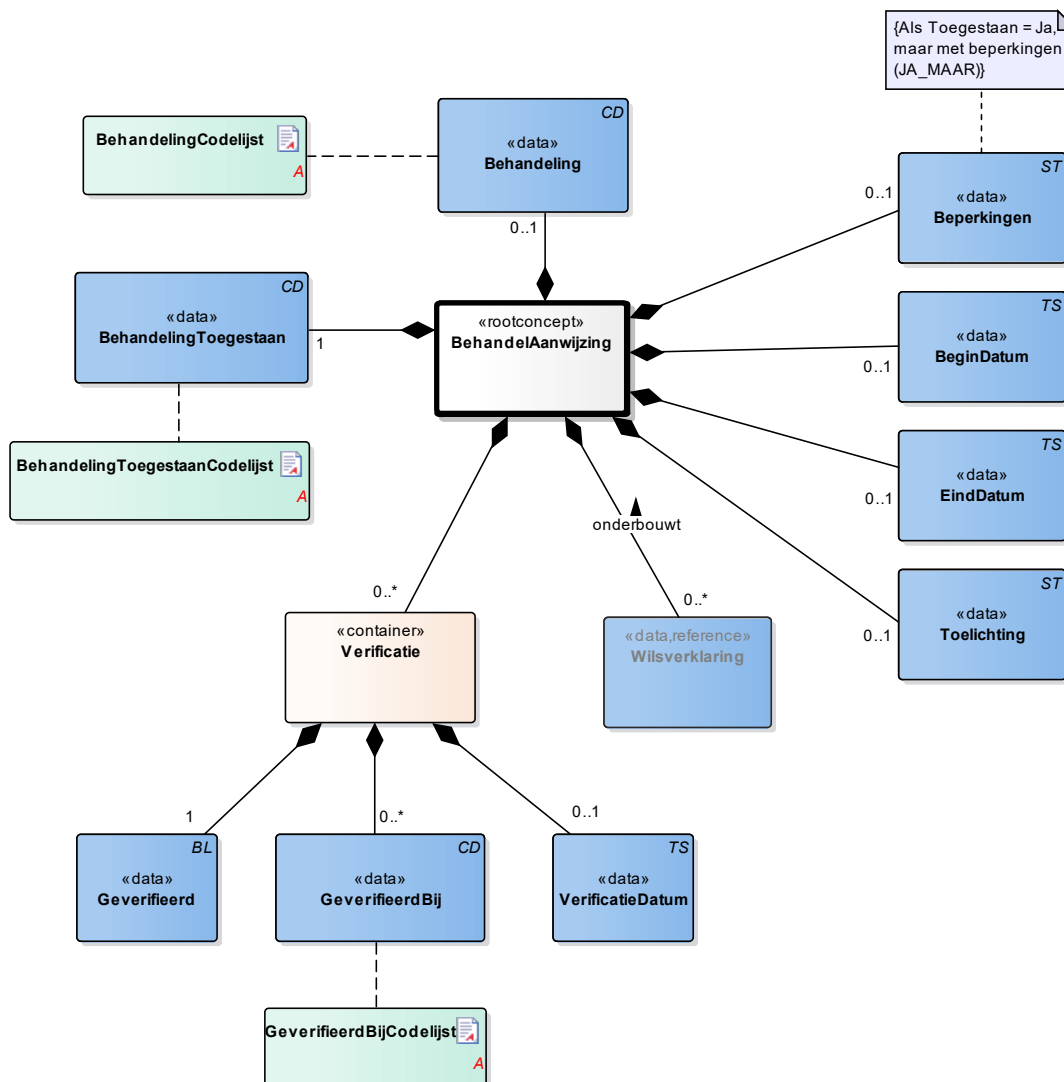 {Als Toegestaan = Ja,
maar met beperkingen
(JA_MAAR)}
CD
«data»
Behandeling
BehandelingCodelijst
A
0..1
ST
«data»
Beperkingen
0..1
CD
«data»
BehandelingToegestaan
1
«rootconcept»
BehandelAanwijzing
TS
«data»
BeginDatum
0..1
BehandelingToegestaanCodelijst
A
TS
«data»
EindDatum
0..1
onderbouwt
ST
«data»
Toelichting
0..1
0..*
«container»
Verificatie
0..*
«data,reference»
Wilsverklaring
1
0..*
0..1
BL
«data»
Geverifieerd
CD
«data»
GeverifieerdBij
TS
«data»
VerificatieDatum
GeverifieerdBijCodelijst
A